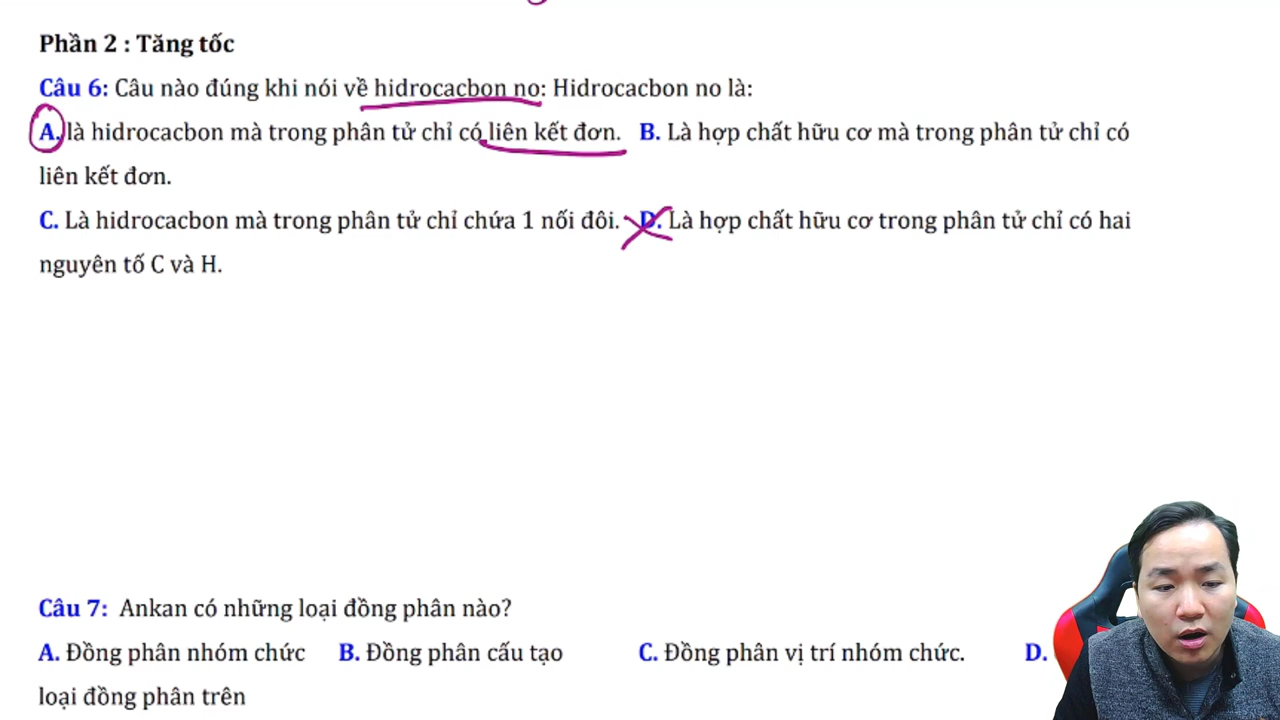 Phần 2 : Tăng tốc
Câu 6: Câu nào đúng khi nói về hidrocacbon no: Hidrocacbon no là:
A. là hidrocacbon mà trong phân tử chỉ có liên kết đơn. B. Là hợp chất hữu cơ mà trong phân tử chỉ có
liên kết đơn.
C. Là hidrocacbon mà trong phân tử chỉ chứa 1 nối đôi. D. Là hợp chất hữu cơ trong phân tử chỉ có hai
nguyên tố C và H.
Câu 7: Ankan có những loại đồng phân nào?
A. Đồng phân nhóm chức B. Đồng phân cấu tạo C. Đồng phân vị trí nhóm chức. D.
loại đồng phân trên